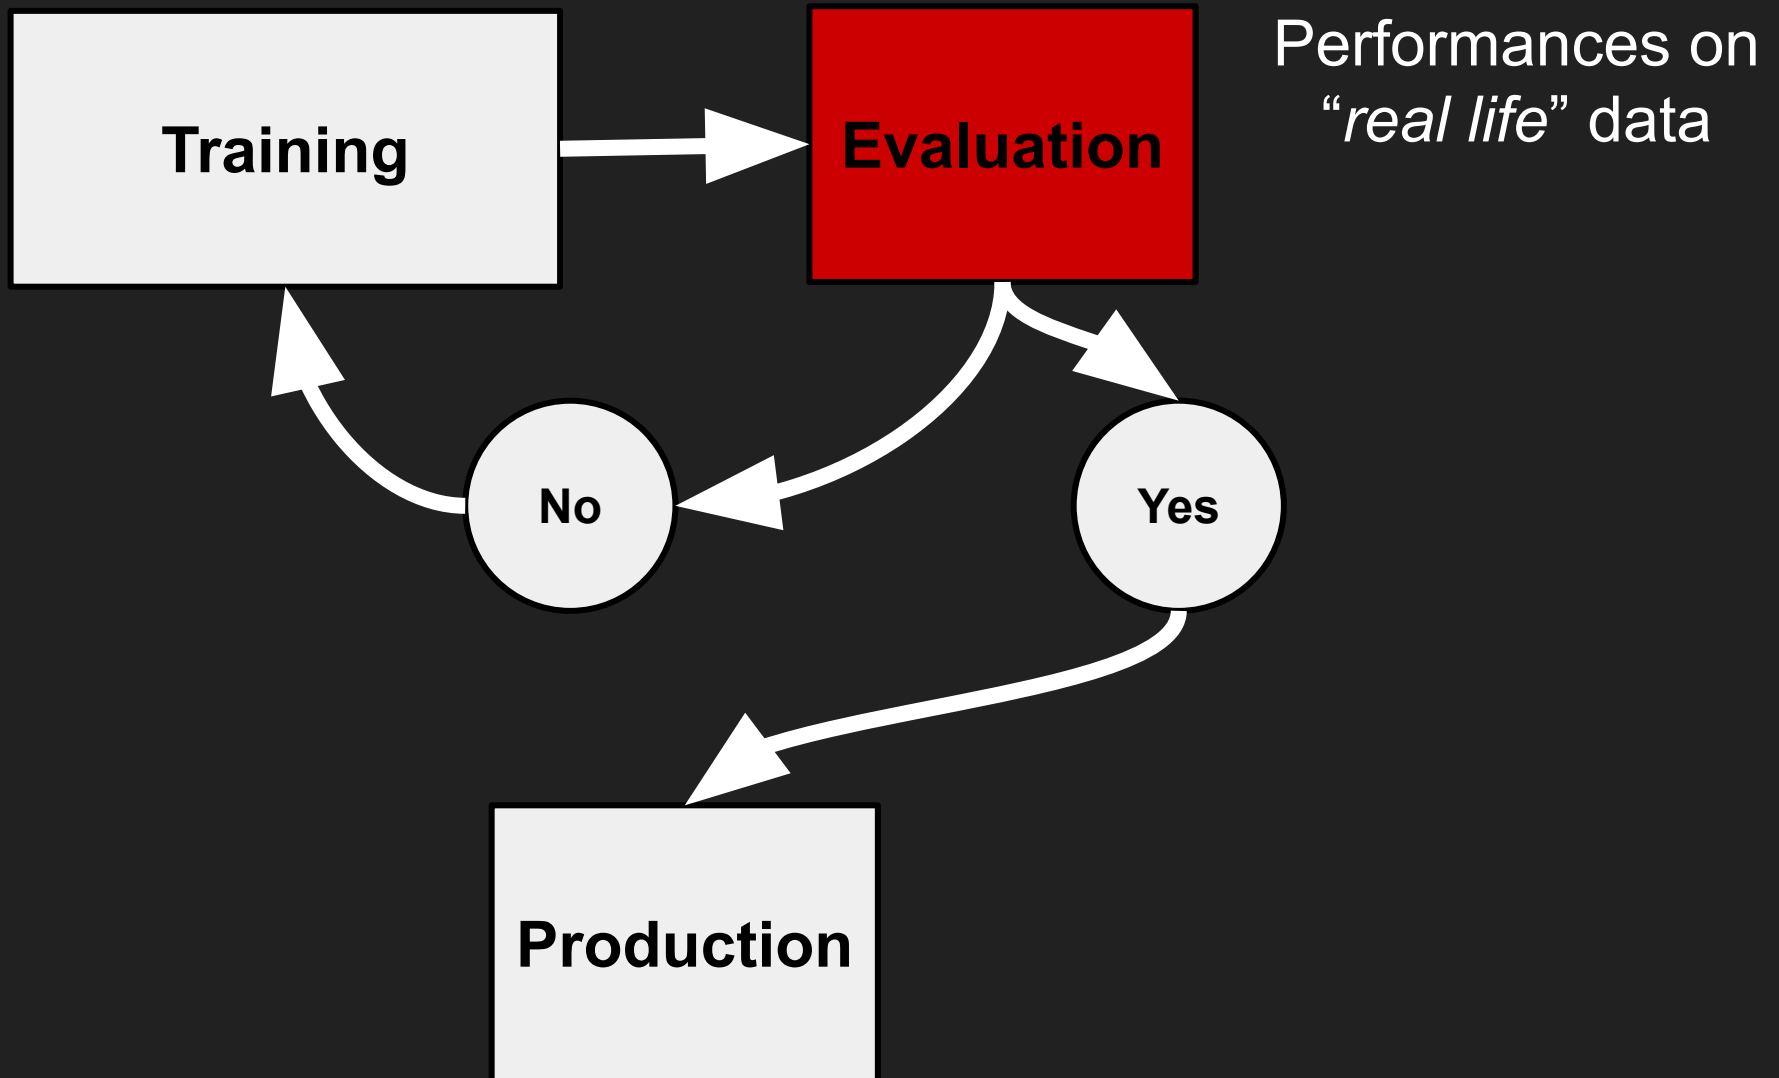 Training
Evaluation
Performances on
“real life” data
No
Yes
Production